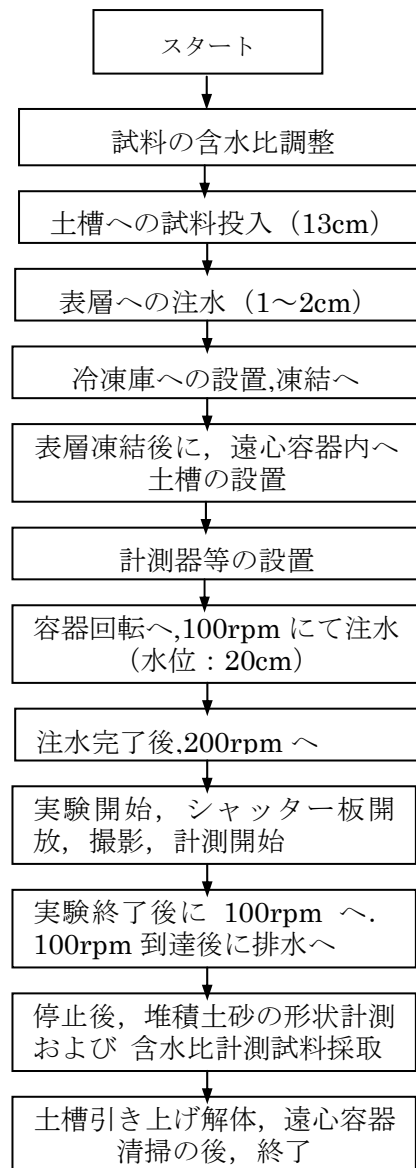 スタート
試料の含水比調整
土槽への試料投入（13cm）
表層への注水（1～2cm）
冷凍庫への設置,凍結へ
表層凍結後に，遠心容器内へ
土槽の設置
計測器等の設置
容器回転へ,100rpm にて注水
（水位：20cm）
注水完了後,200rpm へ
実験開始，シャッター板開
放，撮影，計測開始
実験終了後に 100rpm へ．
100rpm 到達後に排水へ
停止後，堆積土砂の形状計測
および 含水比計測試料採取
土槽引き上げ解体，遠心容器
清掃の後，終了